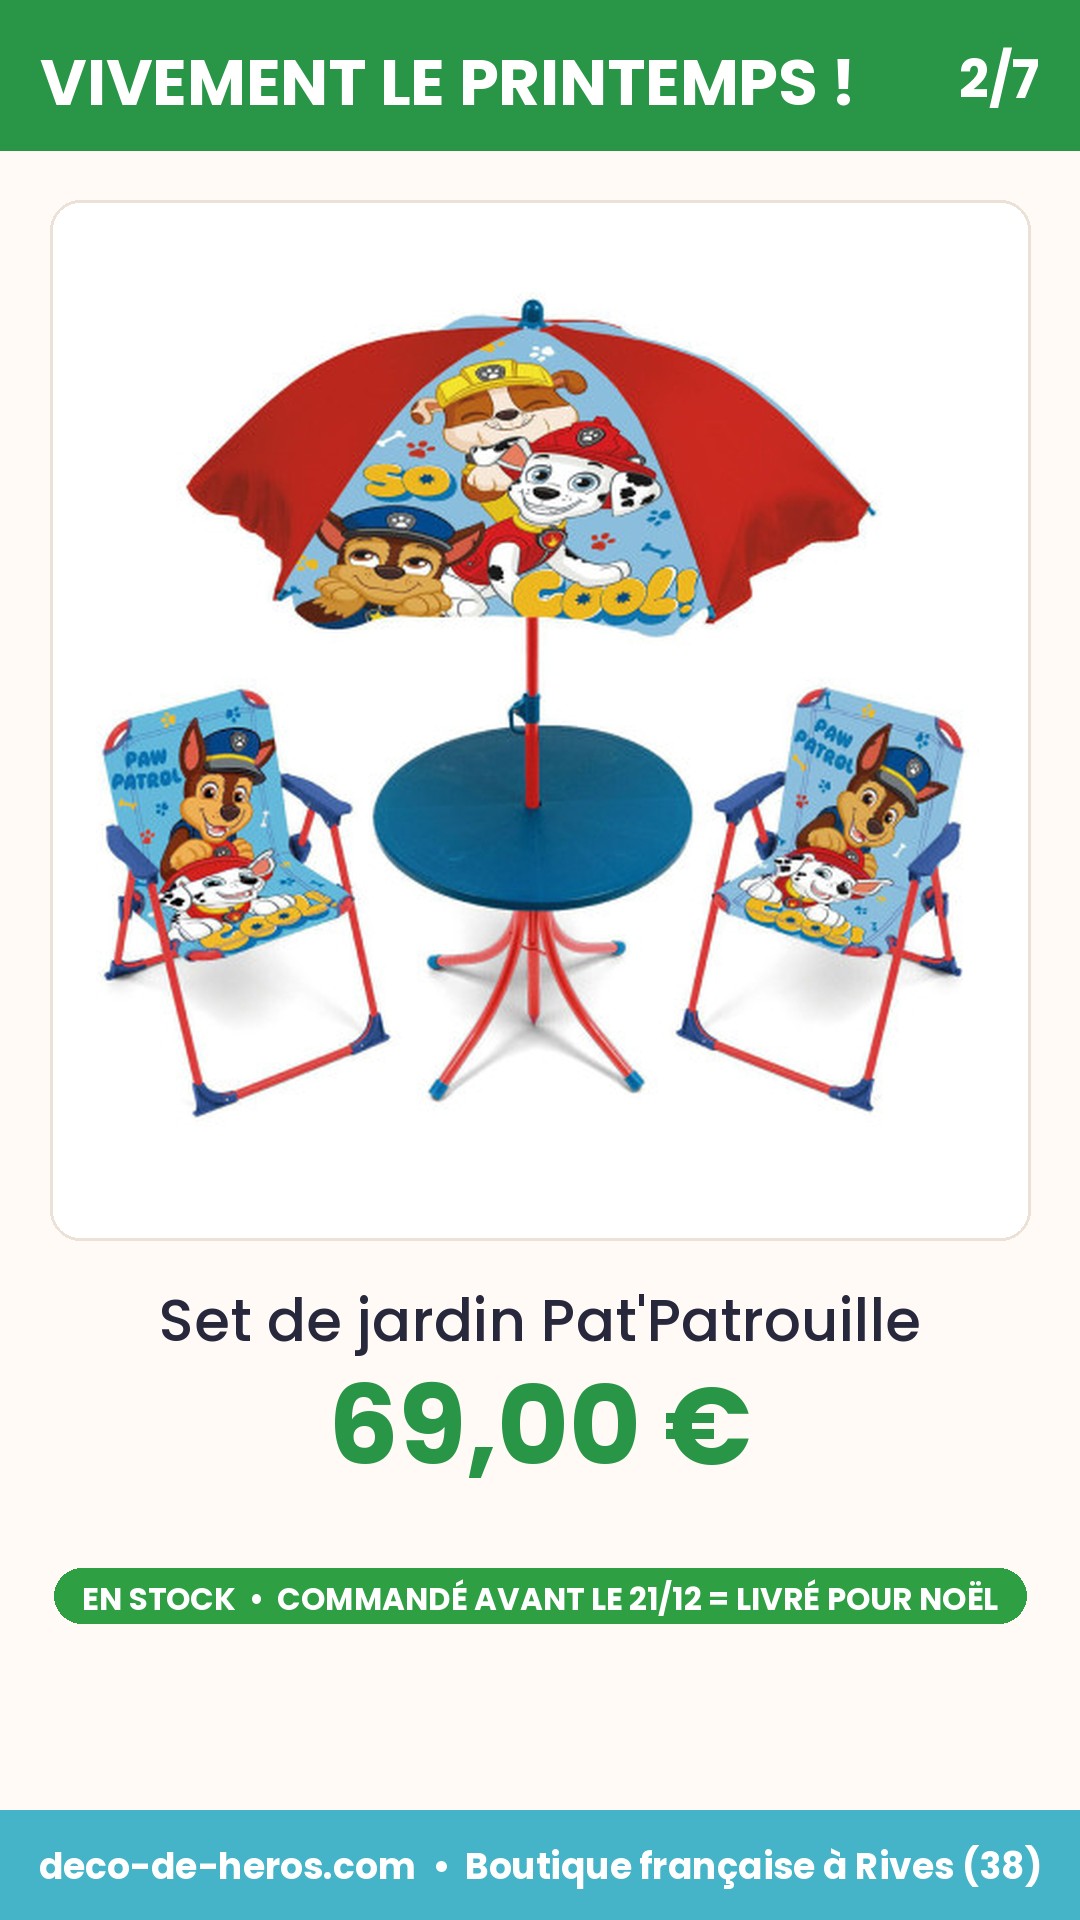 VIVEMENT LE PRINTEMPS ! 2/7
SO
COOL!
PAW
PATROL
COOL!
PAW
PATROL
COOL!
Set de jardin Pat'Patrouille
69,00 €
EN STOCK • COMMANDÉ AVANT LE 21/12 = LIVRÉ POUR NOËL
deco-de-heros.com • Boutique française à Rives (38)